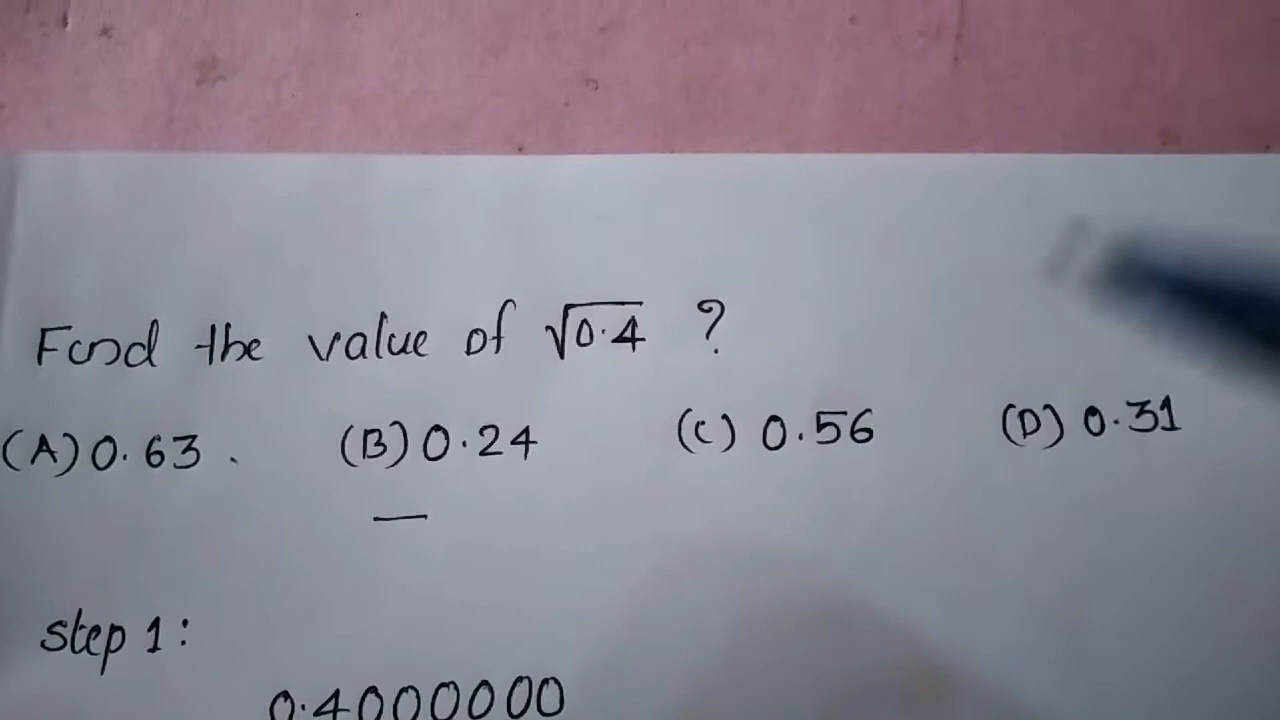 Find the value of √0.4 ?
(A) 0.63. (B) 0.24 (C) 0.56 (D) 0.31
step 1:
0.4000000